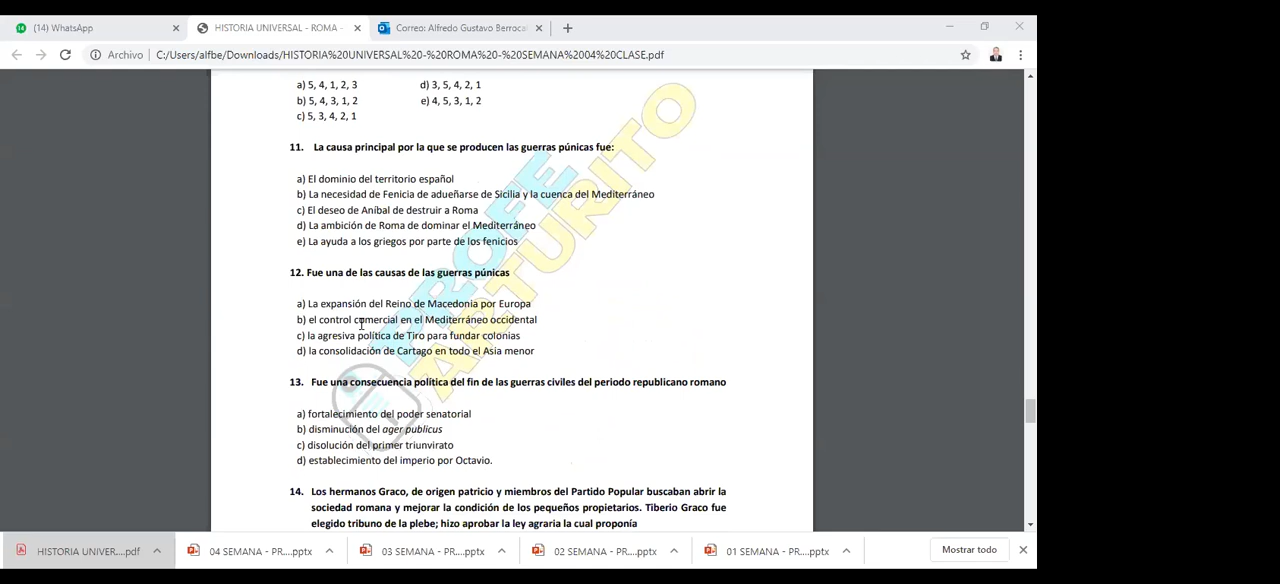 (14) WhatsApp
HISTORIA UNIVERSAL - ROMA -
Correo: Alfredo Gustavo Berrocal
Archivo
C:/Users/alfbe/Downloads/HISTORIA%20UNIVERSAL%20-%20ROMA%20-%20SEMANA%2004%20CLASE.pdf
a) 5, 4, 1, 2, 3 d) 3, 5, 4, 2, 1
b) 5, 4, 3, 1, 2 e) 4, 5, 3, 1, 2
c) 5, 3, 4, 2, 1
11. La causa principal por la que se producen las guerras púnicas fue:
a) El dominio del territorio español
b) La necesidad de Fenicia de adueñarse de Sicilia y la cuenca del Mediterráneo
c) El deseo de Aníbal de destruir a Roma
d) La ambición de Roma de dominar el Mediterráneo
e) La ayuda a los griegos por parte de los fenicios
12. Fue una de las causas de las guerras púnicas
a) La expansión del Reino de Macedonia por Europa
b) el control comercial en el Mediterráneo occidental
c) la agresiva política de Tiro para fundar colonias
d) la consolidación de Cartago en todo el Asia menor
13. Fue una consecuencia política del fin de las guerras civiles del periodo republicano romano
a) fortalecimiento del poder senatorial
b) disminución del ager publicus
c) disolución del primer triunvirato
d) establecimiento del imperio por Octavio.
14. Los hermanos Graco, de origen patricio y miembros del Partido Popular buscaban abrir la
sociedad romana y mejorar la condición de los pequeños propietarios. Tiberio Graco fue
elegido tribuno de la plebe; hizo aprobar la ley agraria la cual proponía
PROFE
ARTURITO
HISTORIA UNIVER....pdf
04 SEMANA - PR....pptx
03 SEMANA - PR....pptx
02 SEMANA - PR....pptx
01 SEMANA - PR....pptx
Mostrar todo